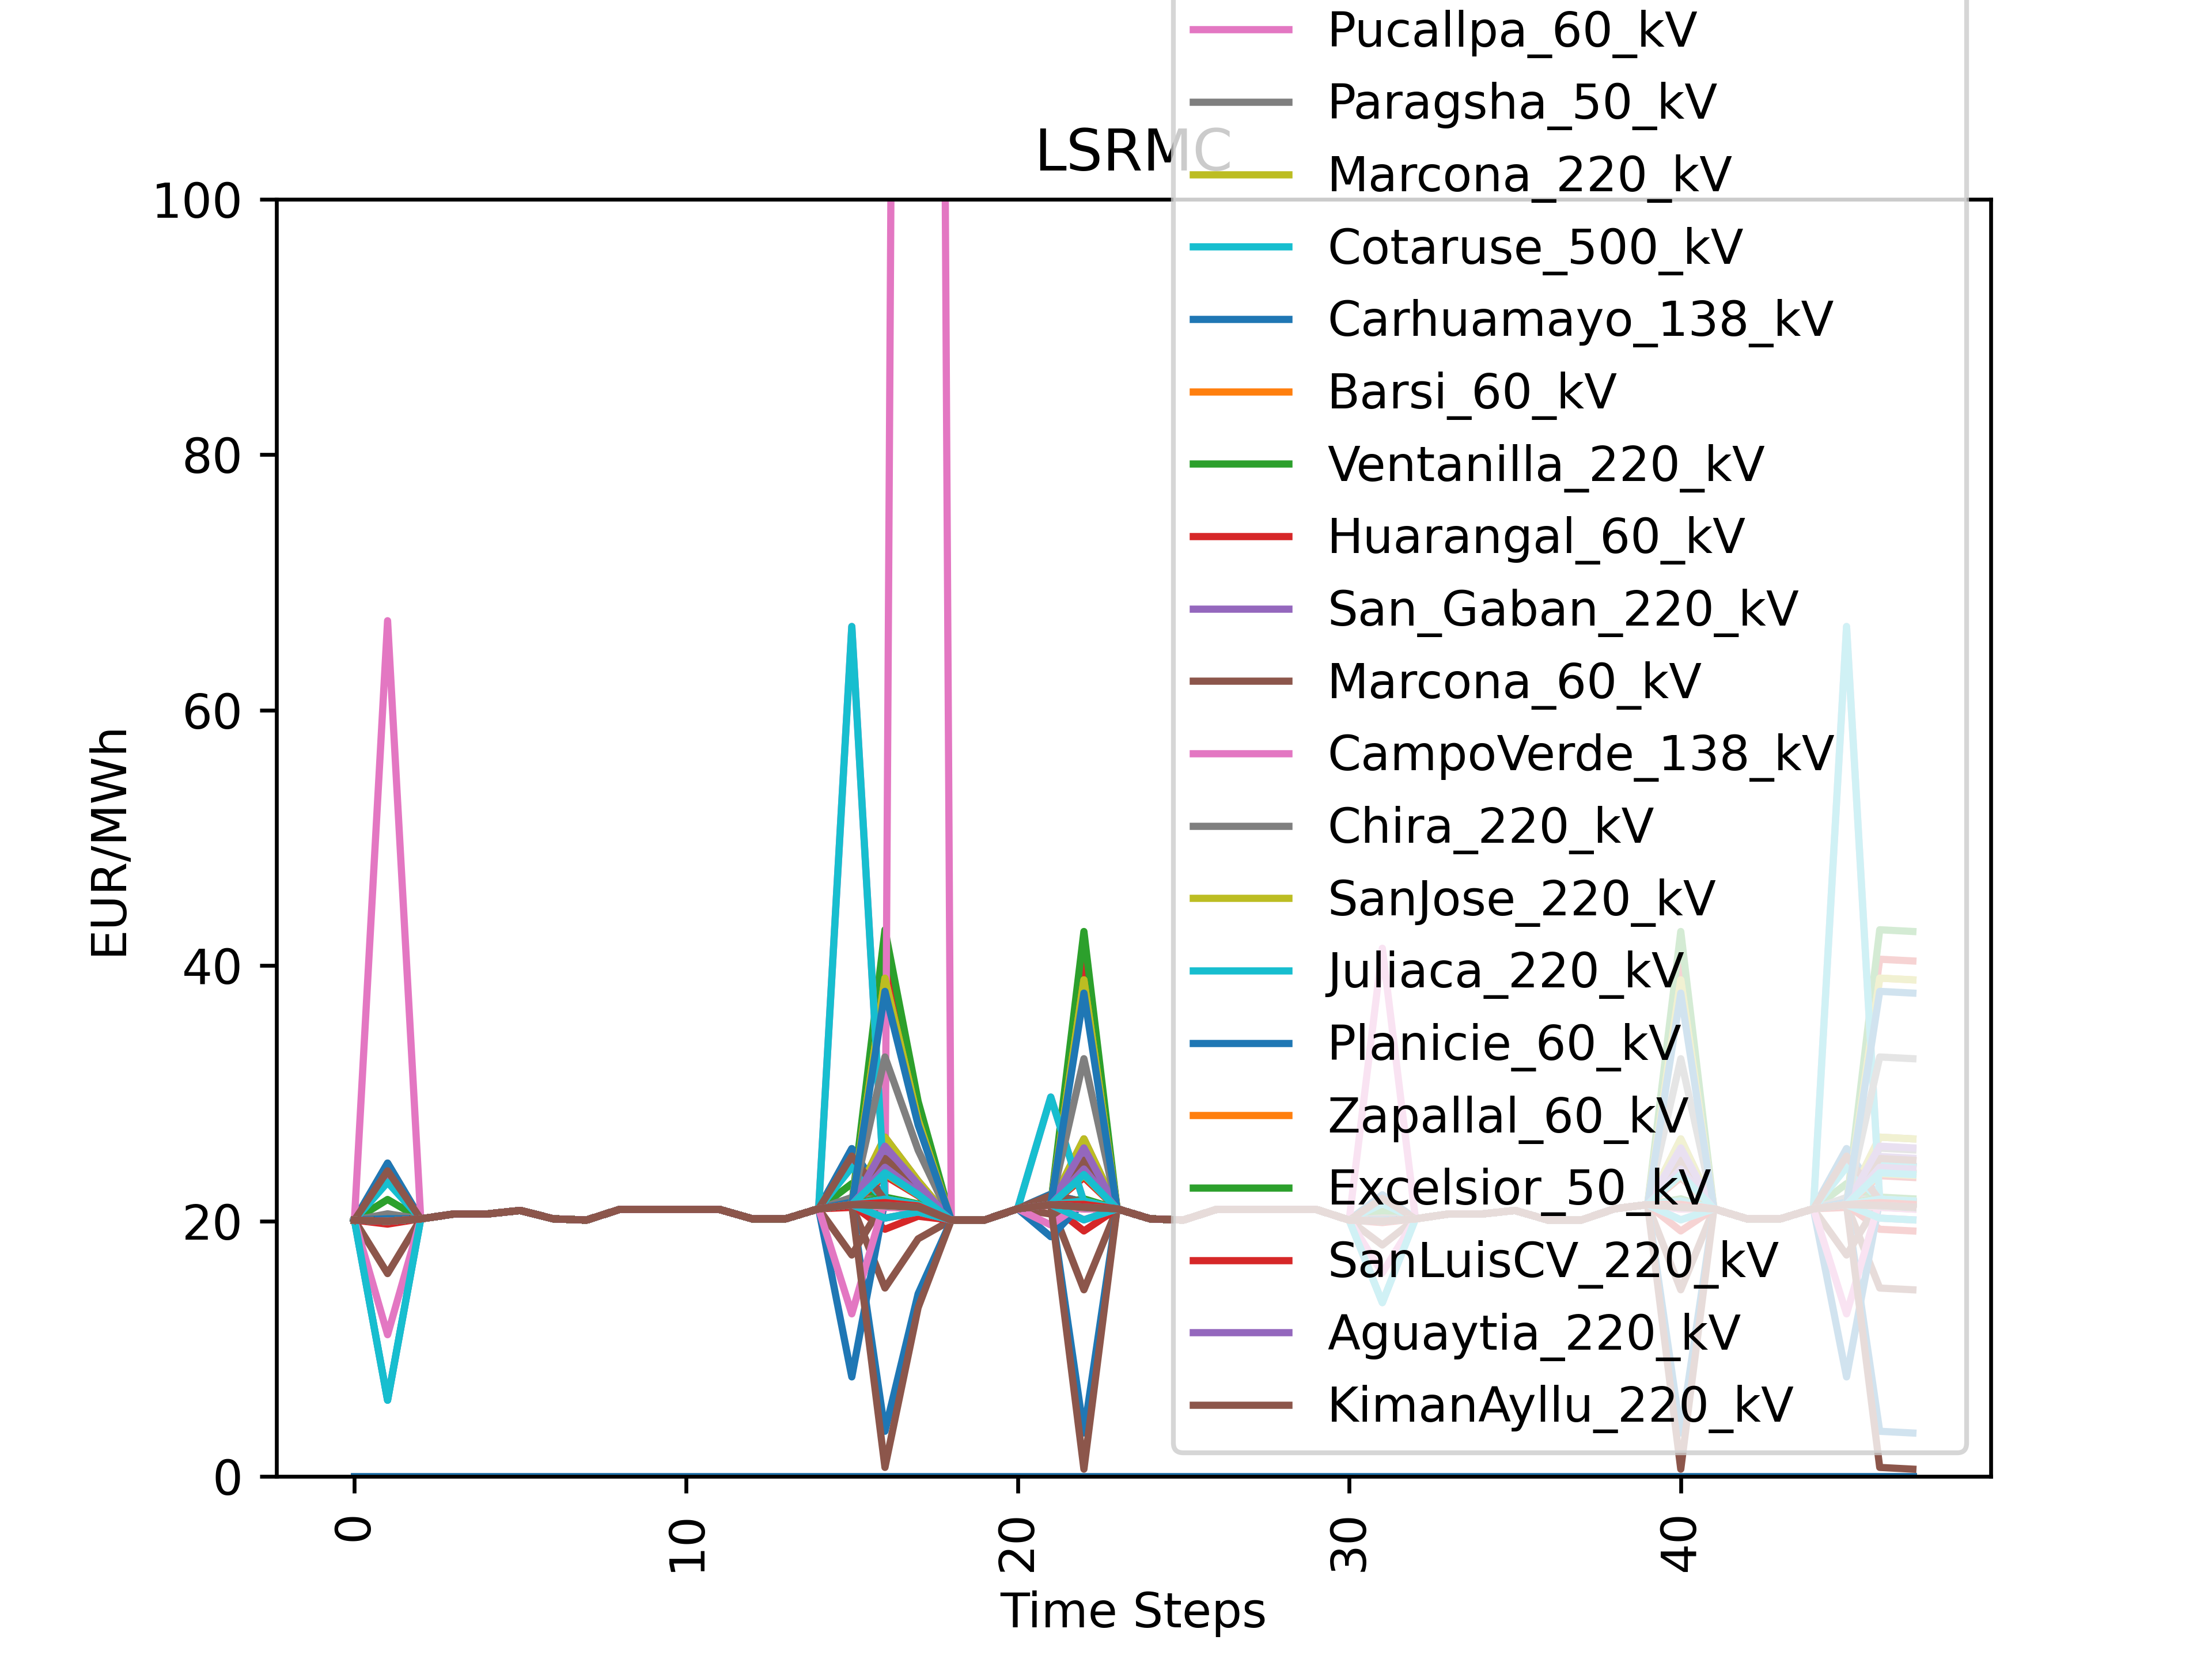 Pucallpa_60_kV
Paragsha_50_kV
LSRMC
Marcona_220_kV
Cotaruse_500_kV
Carhuamayo_138_kV
Barsi_60_kV
Ventanilla_220_kV
Huarangal_60_kV
San_Gaban_220_kV
Marcona_60_kV
CampoVerde_138_kV
Chira_220_kV
SanJose_220_kV
Juliaca_220_kV
Planicie_60_kV
Zapallal_60_kV
Excelsior_50_kV
SanLuisCV_220_kV
Aguaytia_220_kV
KimanAyllu_220_kV
100
80
60
40
20
0
EUR/MWh
0
10
20
30
40
Time Steps